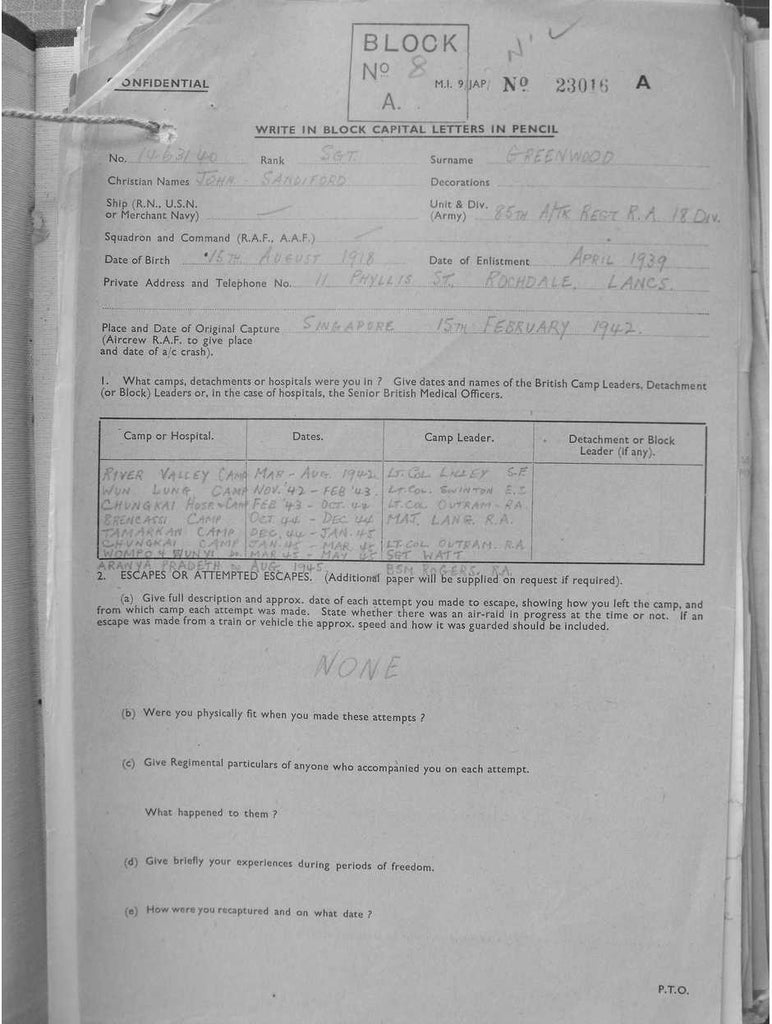 BLOCK
Nº 8
A.
CONFIDENTIAL
M.I. 9/JAP/ Nº 23016 A
WRITE IN BLOCK CAPITAL LETTERS IN PENCIL
No. 1463140 Rank SGT. Surname GREENWOOD
Christian Names JOHN - SANDIFORD Decorations
Ship (R.N., U.S.N. or Merchant Navy) Unit & Div. (Army) 85TH A/TK REGT R.A 18 DIV.
Squadron and Command (R.A.F., A.A.F.)
Date of Birth 15TH AUGUST 1918 Date of Enlistment APRIL 1939
Private Address and Telephone No. 11 PHYLLIS ST. ROCHDALE, LANCS.
Place and Date of Original Capture SINGAPORE 15TH FEBRUARY 1942.
(Aircrew R.A.F. to give place
and date of a/c crash).
1. What camps, detachments or hospitals were you in ? Give dates and names of the British Camp Leaders, Detachment
(or Block) Leaders or, in the case of hospitals, the Senior British Medical Officers.
Camp or Hospital. Dates. Camp Leader. Detachment or Block Leader (if any).
RIVER VALLEY CAMP MAR - AUG. 1942. LT. COL LILLEY S.F
WUN LUNG CAMP NOV. '42 - FEB '43. LT. COL. SWINTON E.S
CHUNGKAI HOSP & CAMP FEB '43 - OCT. 44 LT. COL OUTRAM. RA.
BRENCASSI CAMP OCT. 44 - DEC. 44 MAJ. LANG. R.A.
TAMARKAN CAMP DEC. 44 - JAN. 45
CHUNGKAI CAMP JAN. 45 - MAR 45 LT. COL OUTRAM. R.A
WOMPO & WUNYI MAR 45 - MAY 45 SGT WATT
ARANYA PRADETH to AUG 1945. BSM ROGERS. RA.
2. ESCAPES OR ATTEMPTED ESCAPES. (Additional paper will be supplied on request if required).
(a) Give full description and approx. date of each attempt you made to escape, showing how you left the camp, and
from which camp each attempt was made. State whether there was an air-raid in progress at the time or not. If an
escape was made from a train or vehicle the approx. speed and how it was guarded should be included.
NONE
(b) Were you physically fit when you made these attempts ?
(c) Give Regimental particulars of anyone who accompanied you on each attempt.
What happened to them ?
(d) Give briefly your experiences during periods of freedom.
(e) How were you recaptured and on what date ?
P.T.O.